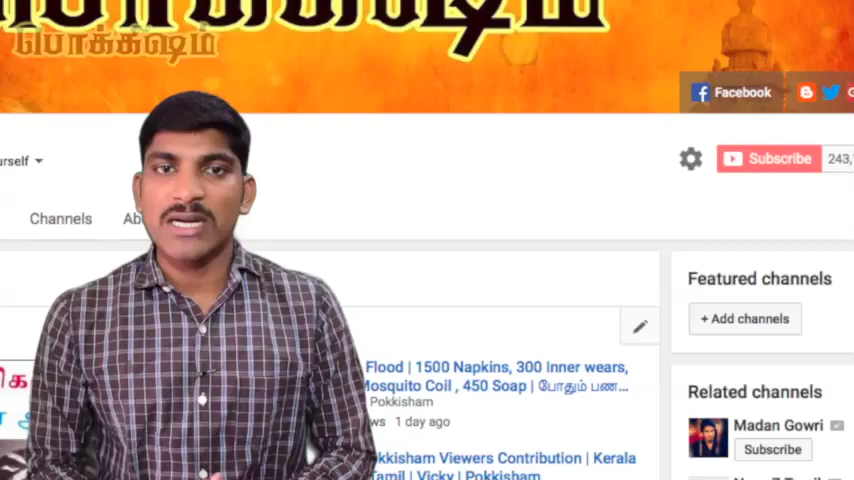 பொக்கிஷம்
பொக்கிஷம்
Facebook
urself
Subscribe
243,
Channels
Ab
Featured channels
+ Add channels
Flood | 1500 Napkins, 300 Inner wears,
Mosquito Coil , 450 Soap | போதும் பண...
Pokkisham
ws 1 day ago
Related channels
Madan Gowri
Subscribe
kkisham Viewers Contribution | Kerala
Tamil | Vicky | Pokkisham